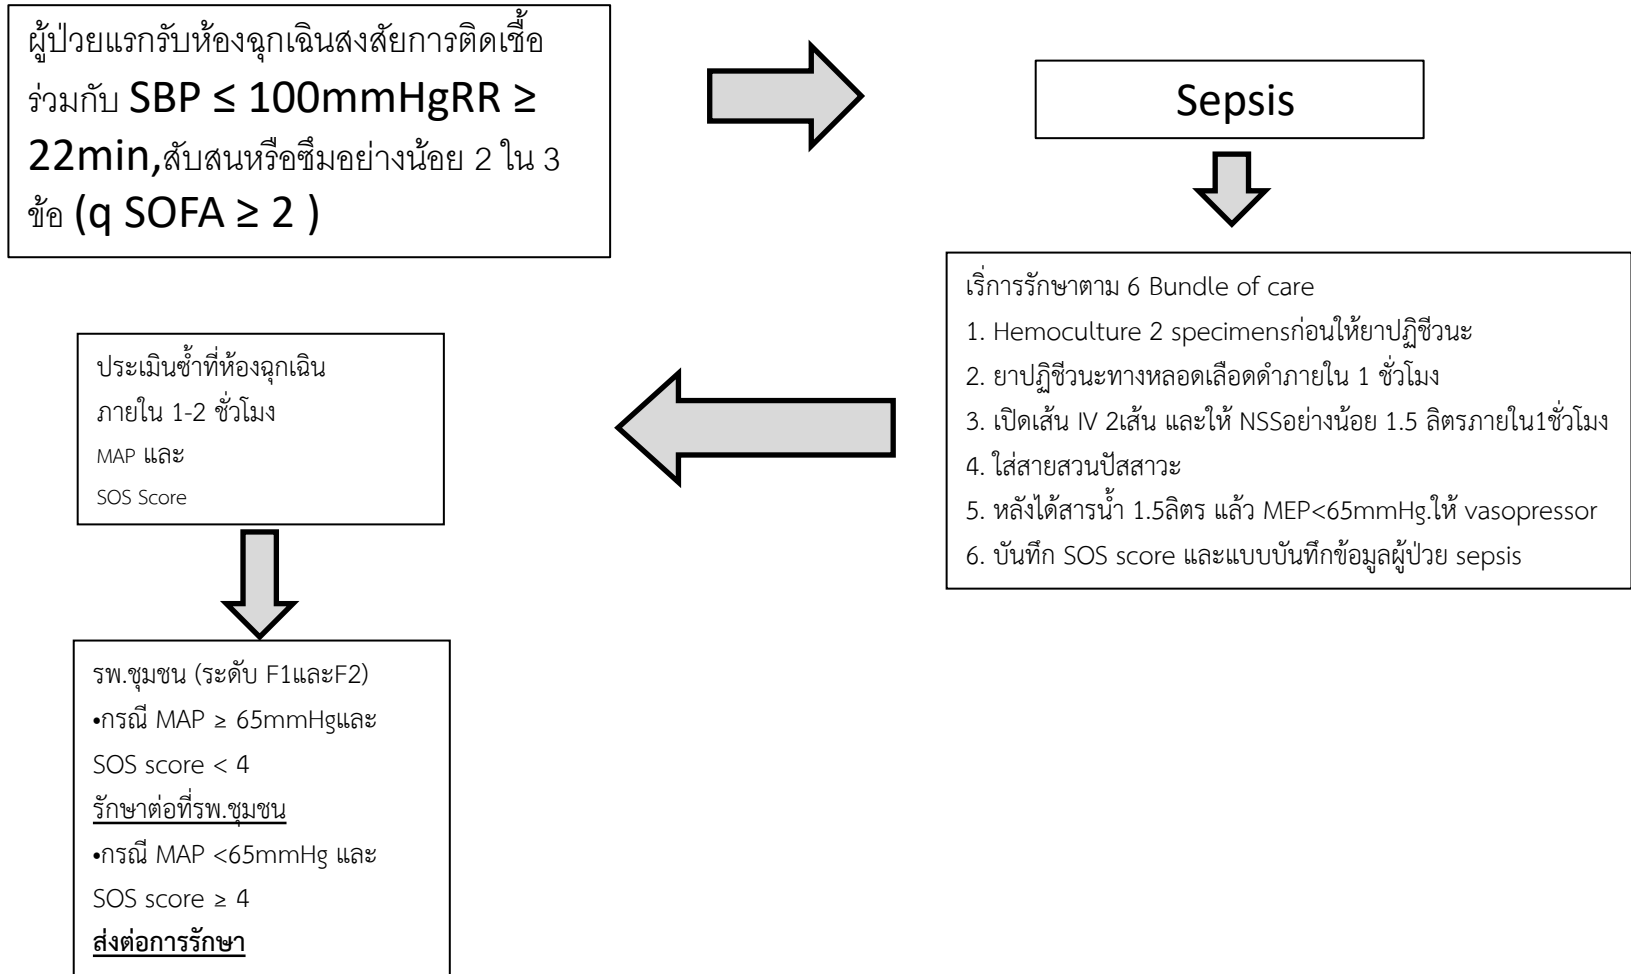 ผู้ป่วยแรกรับห้องฉุกเฉินสงสัยการติดเชื้อ
ร่วมกับ SBP ≤ 100mmHgRR ≥
22min,สับสนหรือซึมอย่างน้อย 2 ใน 3
ข้อ (q SOFA ≥ 2 )
Sepsis
เริ่การรักษาตาม 6 Bundle of care
1. Hemoculture 2 specimensก่อนให้ยาปฏิชีวนะ
2. ยาปฏิชีวนะทางหลอดเลือดดำภายใน 1 ชั่วโมง
3. เปิดเส้น IV 2เส้น และให้ NSSอย่างน้อย 1.5 ลิตรภายใน1ชั่วโมง
4. ใส่สายสวนปัสสาวะ
5. หลังได้สารน้ำ 1.5ลิตร แล้ว MEP<65mmHg.ให้ vasopressor
6. บันทึก SOS score และแบบบันทึกข้อมูลผู้ป่วย sepsis
ประเมินซ้ำที่ห้องฉุกเฉิน
ภายใน 1-2 ชั่วโมง
MAP และ
SOS Score
รพ.ชุมชน (ระดับ F1และF2)
•กรณี MAP ≥ 65mmHgและ
SOS score < 4
รักษาต่อที่รพ.ชุมชน
•กรณี MAP <65mmHg และ
SOS score ≥ 4
ส่งต่อการรักษา